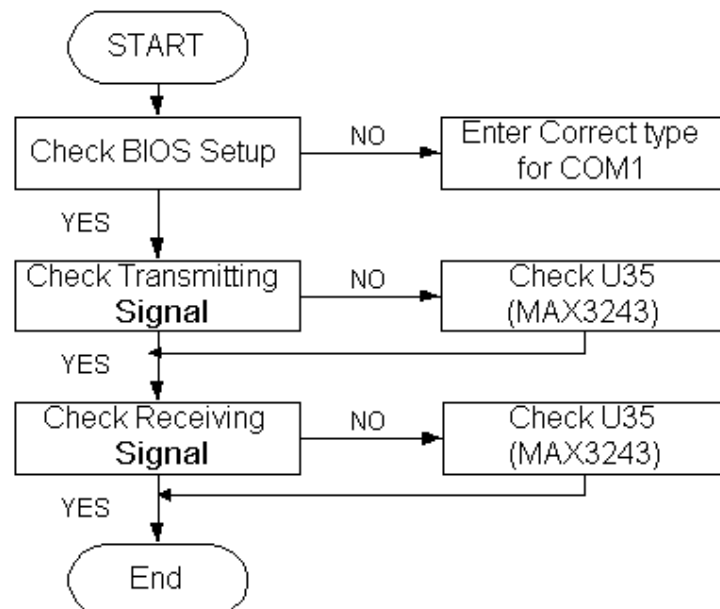 START
Check BIOS Setup
NO
Enter Correct type
for COM1
YES
Check Transmitting
Signal
NO
Check U35
(MAX3243)
YES
Check Receiving
Signal
NO
Check U35
(MAX3243)
YES
End